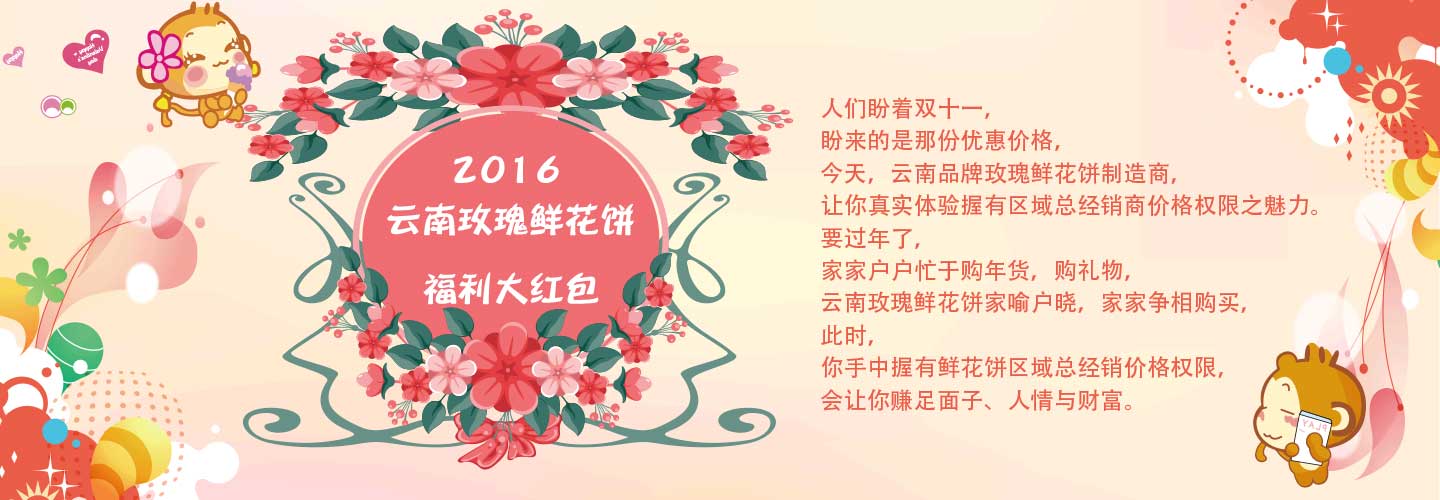 Happy
Happy
Valentine's
day
2016
云南玫瑰鲜花饼
福利大红包
人们盼着双十一，
盼来的是那份优惠价格，
今天，云南品牌玫瑰鲜花饼制造商，
让你真实体验握有区域总经销商价格权限之魅力。
要过年了，
家家户户忙于购年货，购礼物，
云南玫瑰鲜花饼家喻户晓，家家争相购买，
此时，
你手中握有鲜花饼区域总经销价格权限，
会让你赚足面子、人情与财富。
PLAY